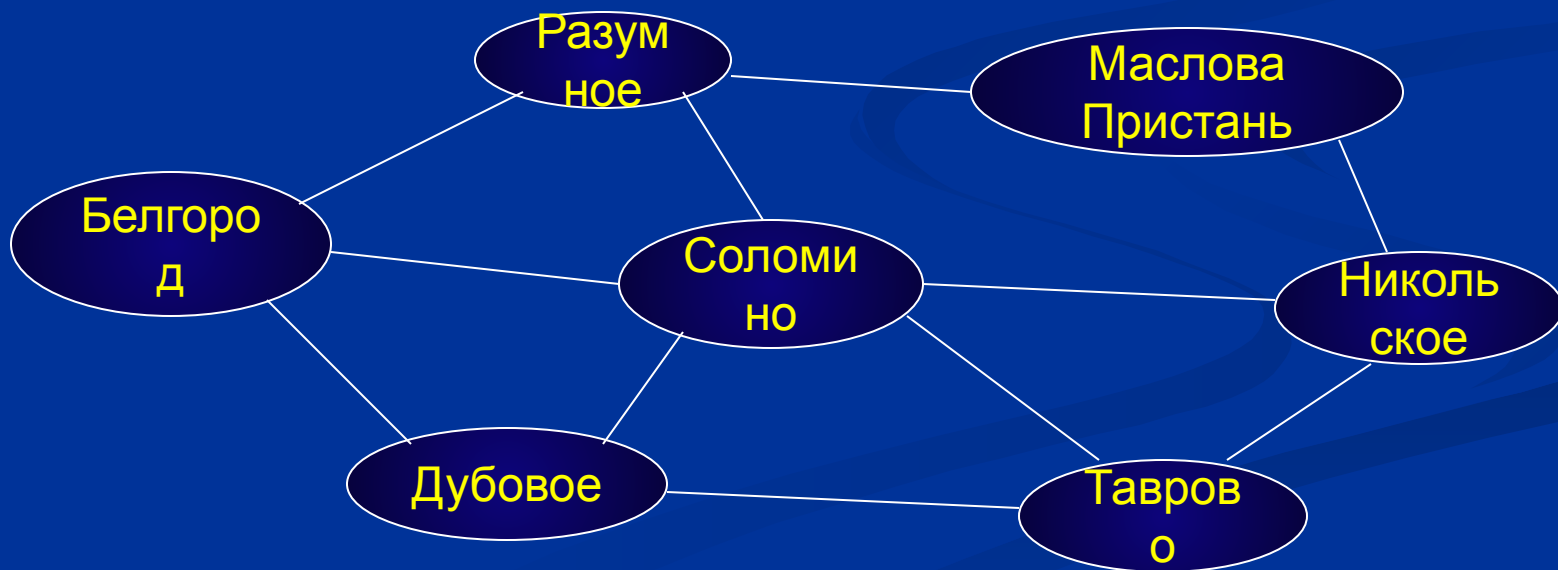 Разум
ное
Маслова
Пристань
Белгоро
д
Соломи
но
Николь
ское
Дубовое
Тавров
о